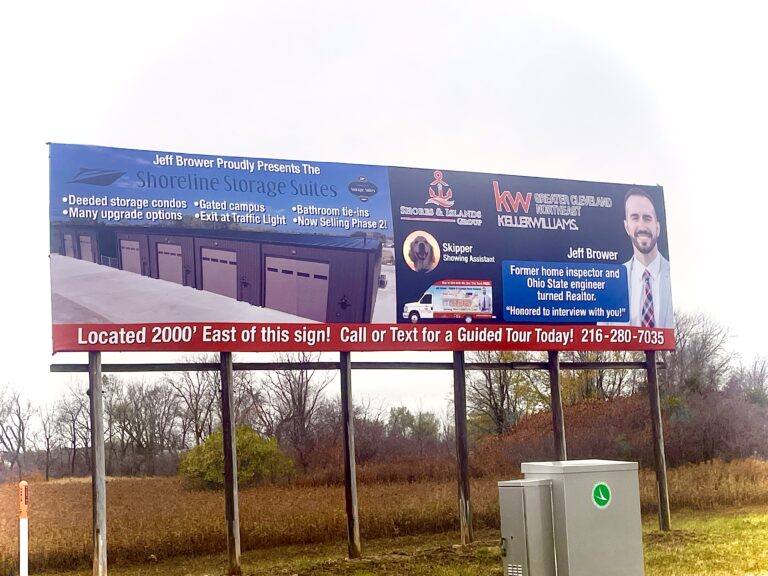 Jeff Brower Proudly Presents The
Shoreline Storage Suites
•Deeded storage condos
•Many upgrade options
•Gated campus
•Exit at Traffic Light
•Bathroom tie-ins
•Now Selling Phase 2!
Storage Suites
SHORES & ISLANDS
GROUP
kw GREATER CLEVELAND
NORTHEAST
KELLERWILLIAMS.
Skipper
Showing Assistant
Jeff Brower
Former home inspector and
Ohio State engineer
turned Realtor.
"Honored to interview with you!"
Located 2000' East of this sign! Call or Text for a Guided Tour Today! 216-280-7035